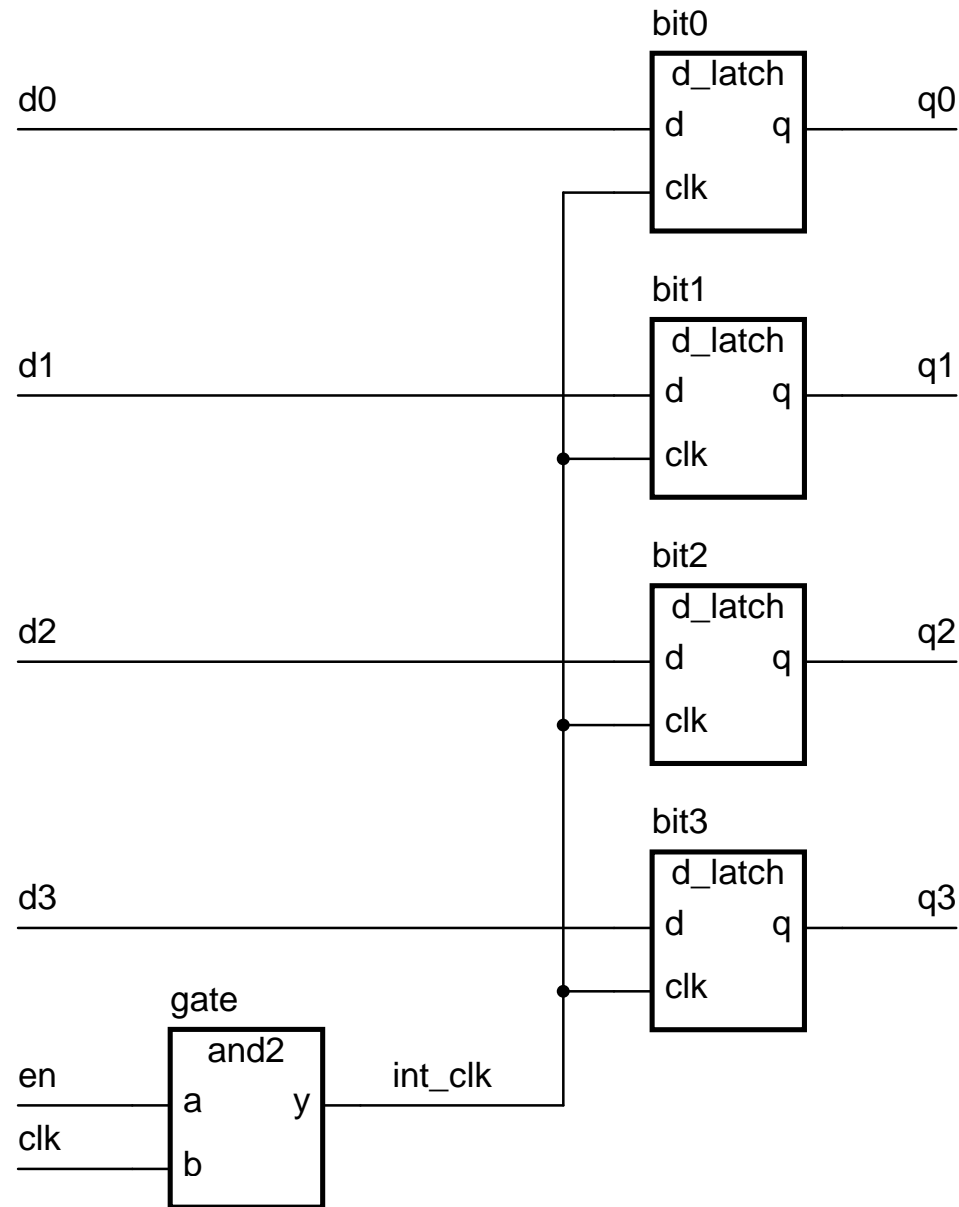 bit0
d_latch
d0
q0
d q
clk
bit1
d_latch
d1
q1
d q
clk
bit2
d_latch
d2
q2
d q
clk
bit3
d_latch
d3
q3
d q
clk
gate
and2
en
int_clk
a y
clk
b